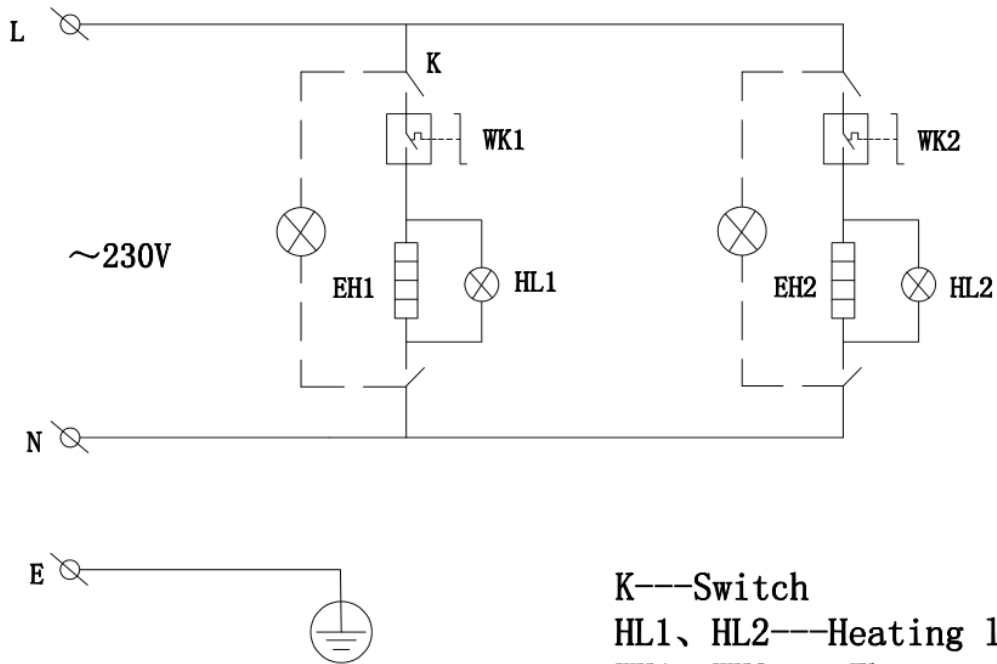 L
K
WK1
WK2
～230V
EH1
HL1
EH2
HL2
N
E
K---Switch
HL1、HL2---Heating